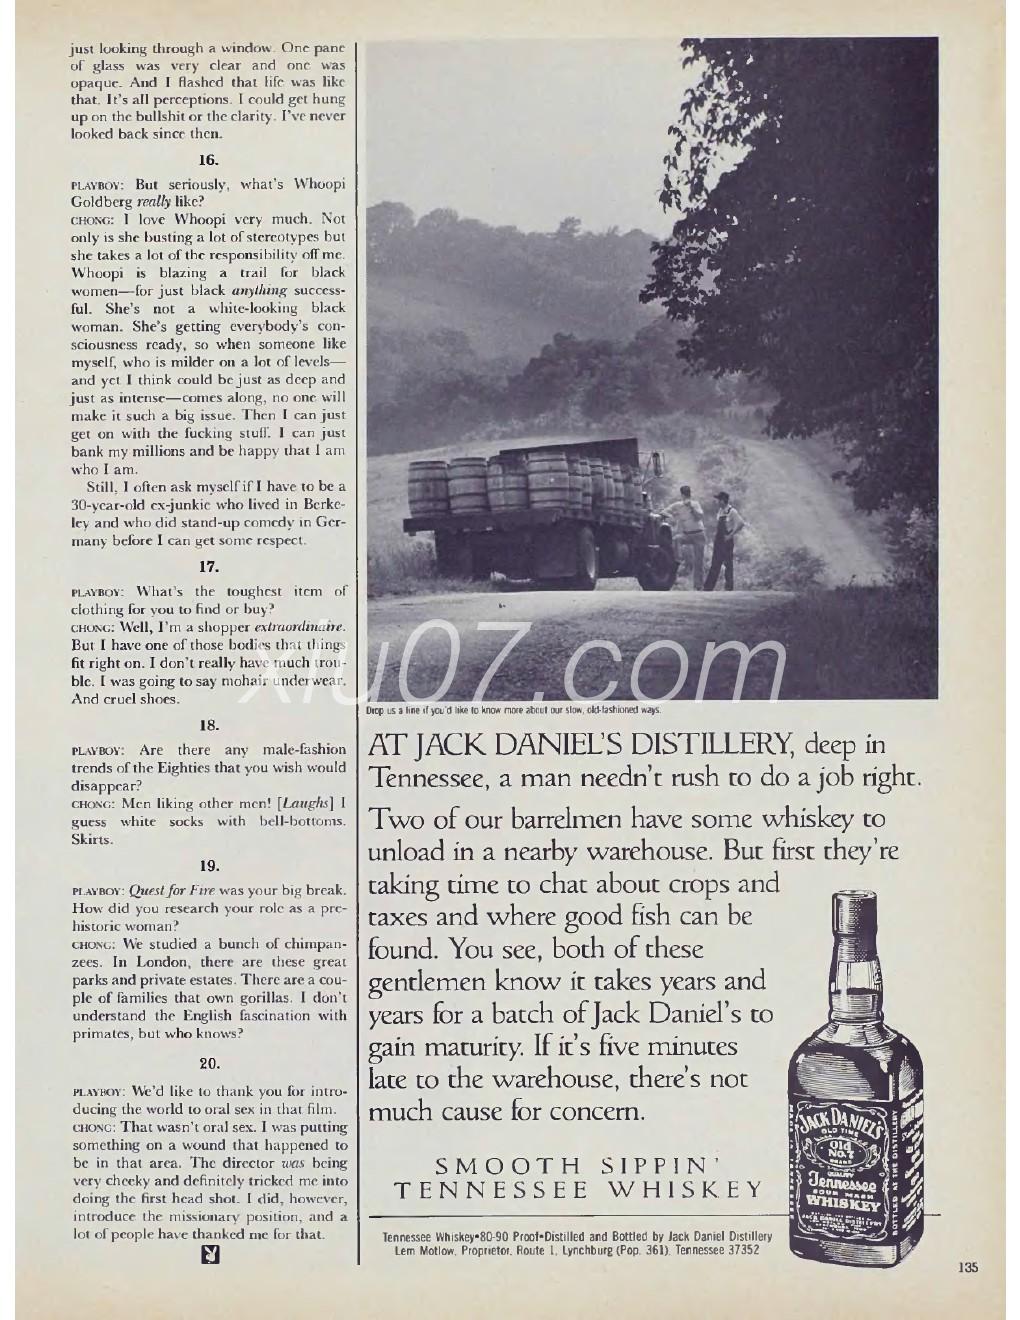 just looking through a window. One pane
of glass was very clear and one was
opaque. And I flashed that life was like
that. It's all perceptions. I could get hung
up on the bullshit or the clarity. I've never
looked back since then.
16.
PLAYBOY: But seriously, what's Whoopi
Goldberg really like?
CHONG: I love Whoopi very much. Not
only is she busting a lot of stereotypes but
she takes a lot of the responsibility off me.
Whoopi is blazing a trail for black
women—for just black anything success-
ful. She's not a white-looking black
woman. She's getting everybody's con-
sciousness ready, so when someone like
myself, who is milder on a lot of levels—
and yet I think could be just as deep and
just as intense—comes along, no one will
make it such a big issue. Then I can just
get on with the fucking stuff. I can just
bank my millions and be happy that I am
who I am.
Still, I often ask myself if I have to be a
30-year-old ex-junkie who lived in Berke-
ley and who did stand-up comedy in Ger-
many before I can get some respect.
17.
PLAYBOY: What's the toughest item of
clothing for you to find or buy?
CHONG: Well, I'm a shopper extraordinaire.
But I have one of those bodies that things
fit right on. I don't really have much trou-
ble. I was going to say mohair underwear.
And cruel shoes.
18.
PLAYBOY: Are there any male-fashion
trends of the Eighties that you wish would
disappear?
CHONG: Men liking other men! [Laughs] I
guess white socks with bell-bottoms.
Skirts.
19.
PLAYBOY: Quest for Fire was your big break.
How did you research your role as a pre-
historic woman?
CHONG: We studied a bunch of chimpan-
zees. In London, there are these great
parks and private estates. There are a cou-
ple of families that own gorillas. I don't
understand the English fascination with
primates, but who knows?
20.
PLAYBOY: We'd like to thank you for intro-
ducing the world to oral sex in that film.
CHONG: That wasn't oral sex. I was putting
something on a wound that happened to
be in that area. The director was being
very cheeky and definitely tricked me into
doing the first head shot. I did, however,
introduce the missionary position, and a
lot of people have thanked me for that.
xiu07.com
Drop us a line if you'd like to know more about our slow, old-fashioned ways.
AT JACK DANIEL'S DISTILLERY, deep in
Tennessee, a man needn't rush to do a job right.
Two of our barrelmen have some whiskey to
unload in a nearby warehouse. But first they're
taking time to chat about crops and
taxes and where good fish can be
found. You see, both of these
gentlemen know it takes years and
years for a batch of Jack Daniel's to
gain maturity. If it's five minutes
late to the warehouse, there's not
much cause for concern.
SMOOTH SIPPIN'
TENNESSEE WHISKEY
Tennessee Whiskey•80-90 Proof•Distilled and Bottled by Jack Daniel Distillery
Lem Motlow, Proprietor, Route 1, Lynchburg (Pop. 361), Tennessee 37352
JACK DANIEL'S
OLD TIME
Old
No.7
BRAND
QUALITY
Tennessee
SOUR MASH
WHISKEY
BOTTLED AT THE DISTILLERY
135